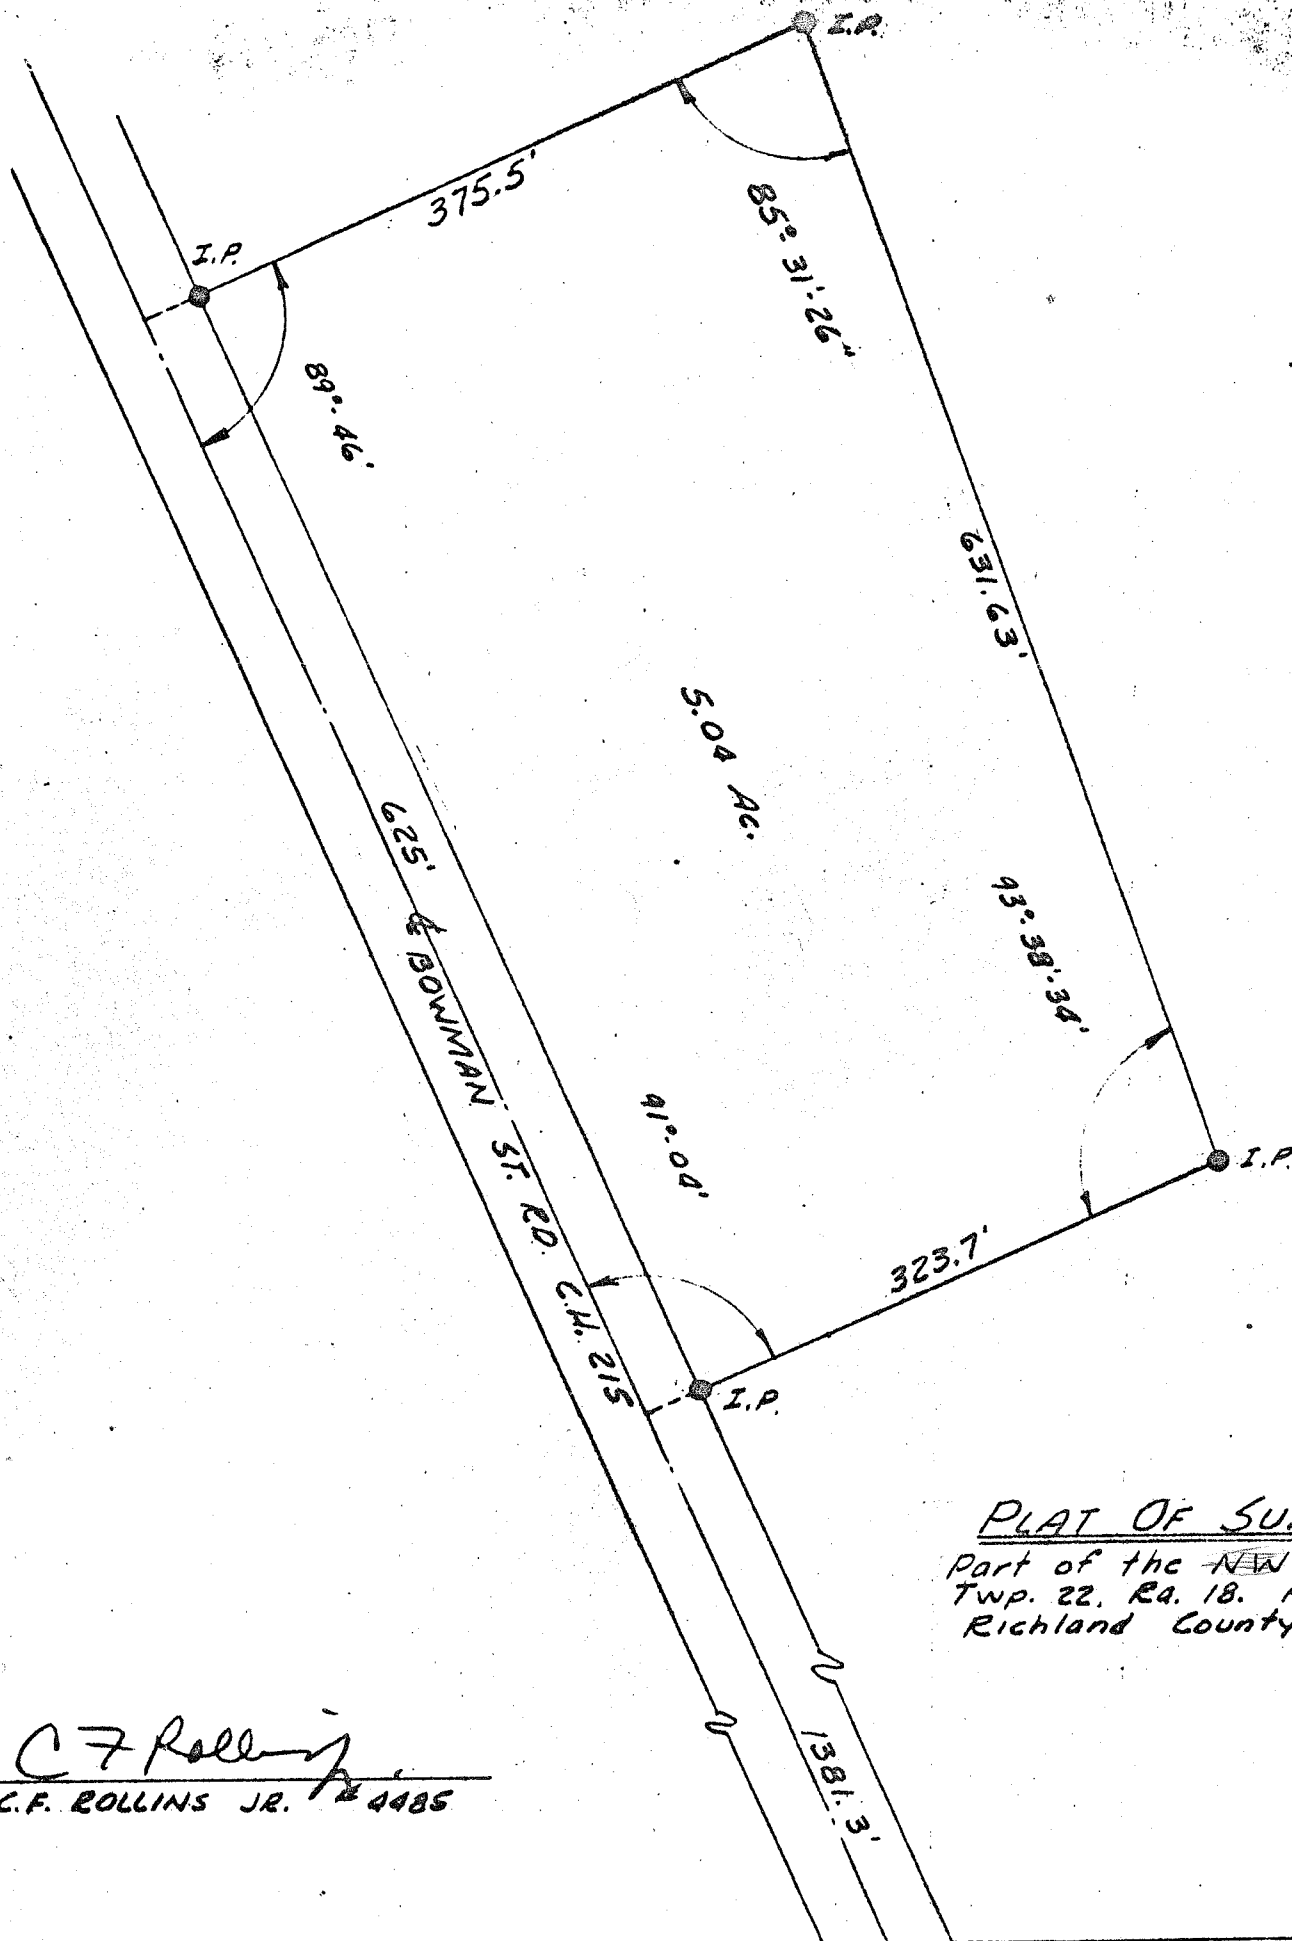 I.P.
375.5'
I.P.
85°-31'-26"
89°-46'
631.63'
5.04 AC.
625' ℄ BOWMAN ST. RD. C.H. 215
93°-38'-34'
91°-04'
I.P.
323.7'
I.P.
PLAT OF SU
Part of the NW
Twp. 22, Ra. 18.
Richland County
1381.3'
C F Rollins Jr.
C.F. ROLLINS JR. # 4485